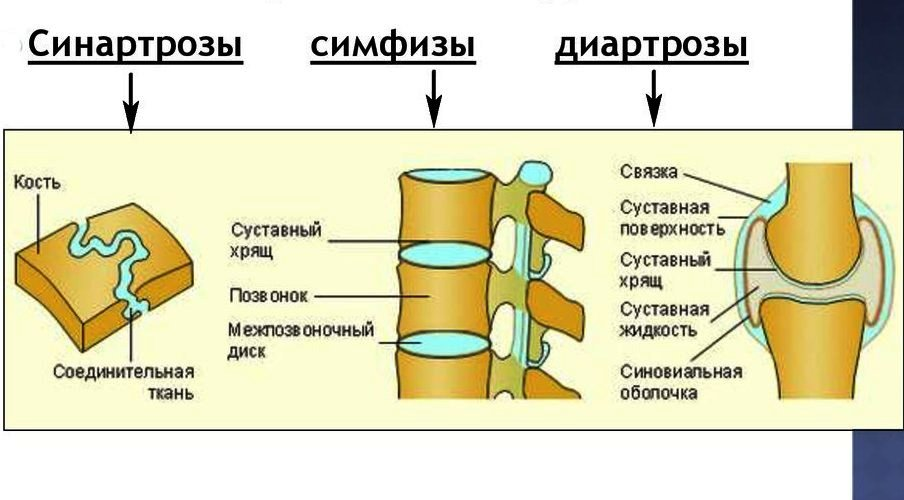 Синартрозы
симфизы
диартрозы
Кость
Соединительная
ткань
Суставный
хрящ
Позвонок
Межпозвоночный
диск
Связка
Суставная
поверхность
Суставный
хрящ
Суставная
жидкость
Синовиальная
оболочка